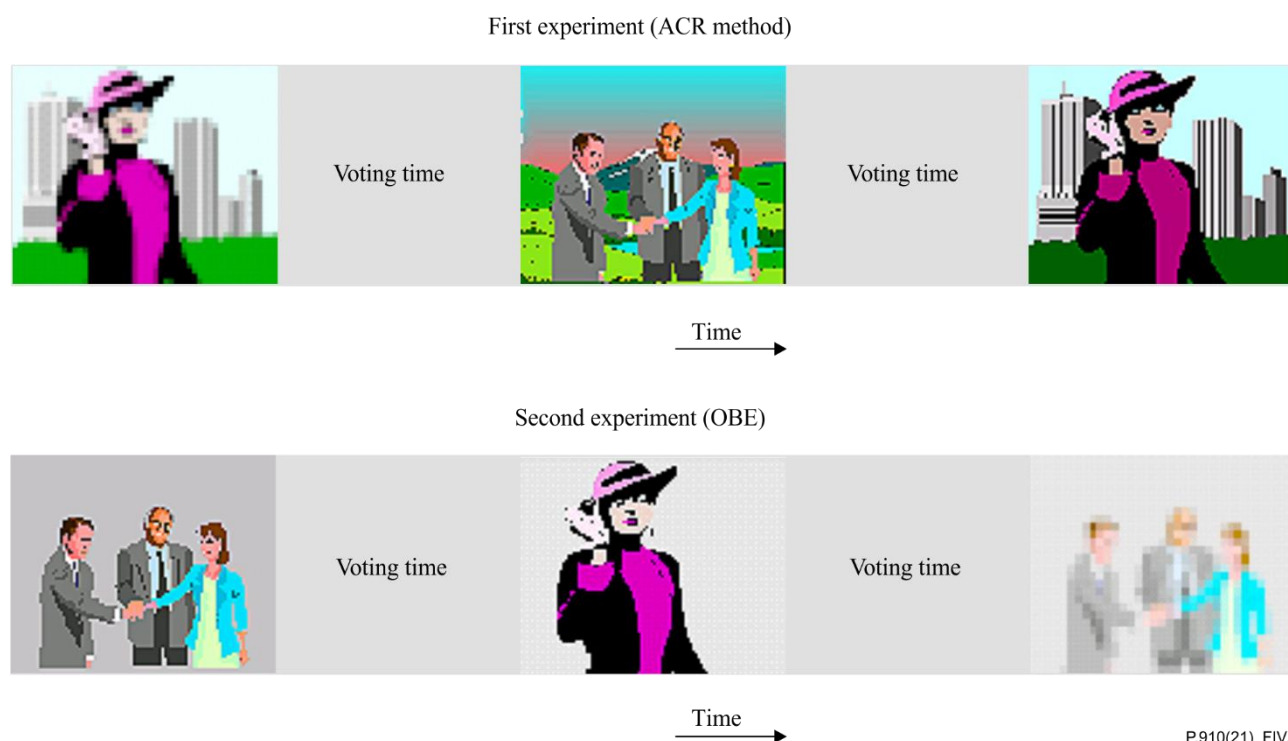 First experiment (ACR method)
Voting time
Voting time
Time
Second experiment (OBE)
Voting time
Voting time
Time
P.910(21)_FIV